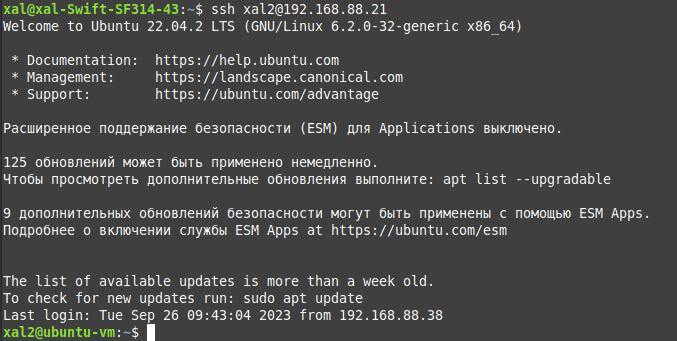 xal@xal-Swift-SF314-43:~$ ssh xal2@192.168.88.21
Welcome to Ubuntu 22.04.2 LTS (GNU/Linux 6.2.0-32-generic x86_64)
* Documentation:  https://help.ubuntu.com
* Management:     https://landscape.canonical.com
* Support:        https://ubuntu.com/advantage
Расширенное поддержание безопасности (ESM) для Applications выключено.
125 обновлений может быть применено немедленно.
Чтобы просмотреть дополнительные обновления выполните: apt list --upgradable
9 дополнительных обновлений безопасности могут быть применены с помощью ESM Apps.
Подробнее о включении службы ESM Apps at https://ubuntu.com/esm
The list of available updates is more than a week old.
To check for new updates run: sudo apt update
Last login: Tue Sep 26 09:43:04 2023 from 192.168.88.38
xal2@ubuntu-vm:~$